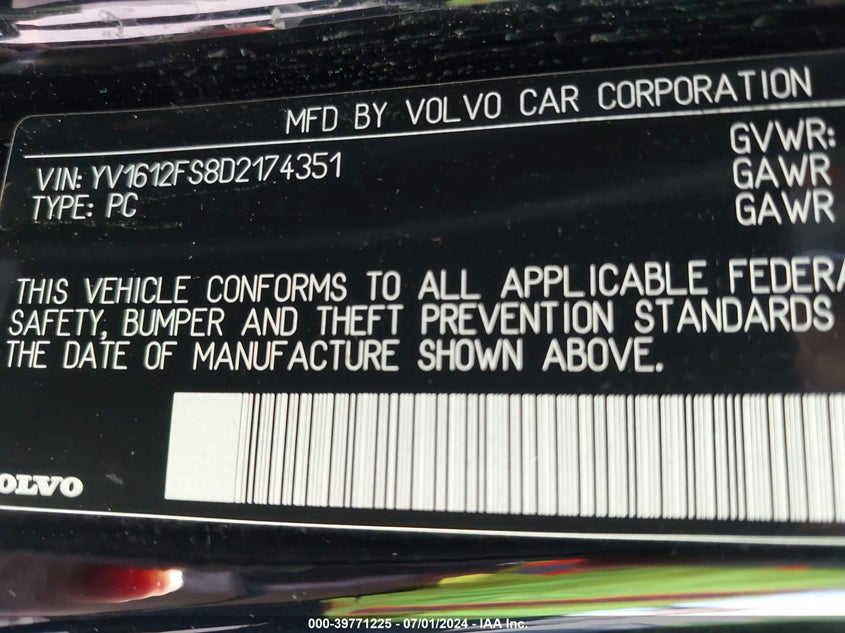 MFD BY VOLVO CAR CORPORATION
VIN: YV1612FS8D2174351
TYPE: PC
GVWR:
GAWR
GAWR
THIS VEHICLE CONFORMS TO ALL APPLICABLE FEDERA
SAFETY, BUMPER AND THEFT PREVENTION STANDARDS
THE DATE OF MANUFACTURE SHOWN ABOVE.
OLVO
000-39771225 - 07/01/2024 - IAA Inc.